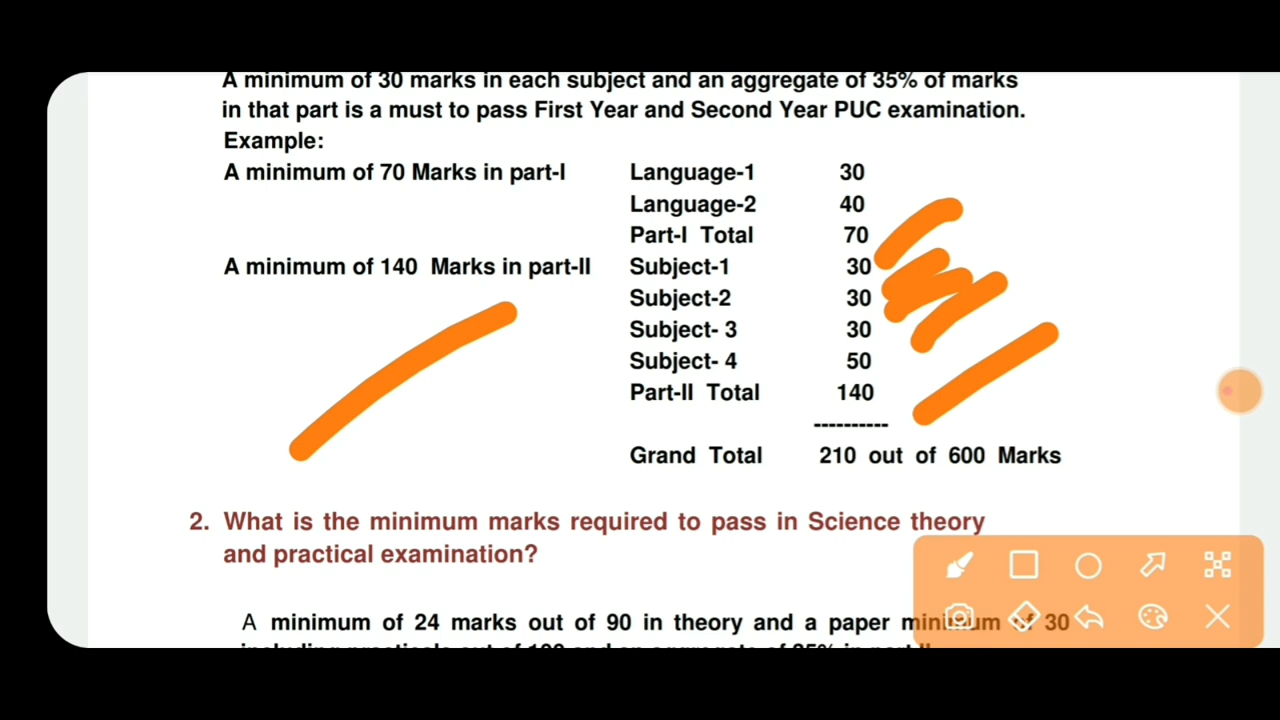 A minimum of 30 marks in each subject and an aggregate of 35% of marks
in that part is a must to pass First Year and Second Year PUC examination.
Example:
A minimum of 70 Marks in part-I Language-1 30
Language-2 40
Part-I Total 70
A minimum of 140 Marks in part-II Subject-1 30
Subject-2 30
Subject- 3 30
Subject- 4 50
Part-II Total 140
----------
Grand Total 210 out of 600 Marks
2. What is the minimum marks required to pass in Science theory
and practical examination?
A minimum of 24 marks out of 90 in theory and a paper minimum of 30